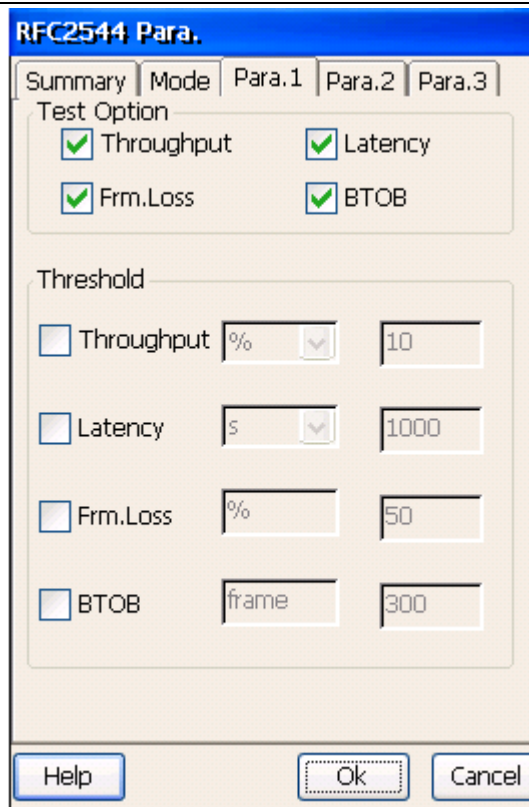 RFC2544 Para.
Summary Mode Para.1 Para.2 Para.3
Test Option
Throughput Latency
Frm.Loss BTOB
Threshold
Throughput % 10
Latency s 1000
Frm.Loss % 50
BTOB frame 300
Help Ok Cancel